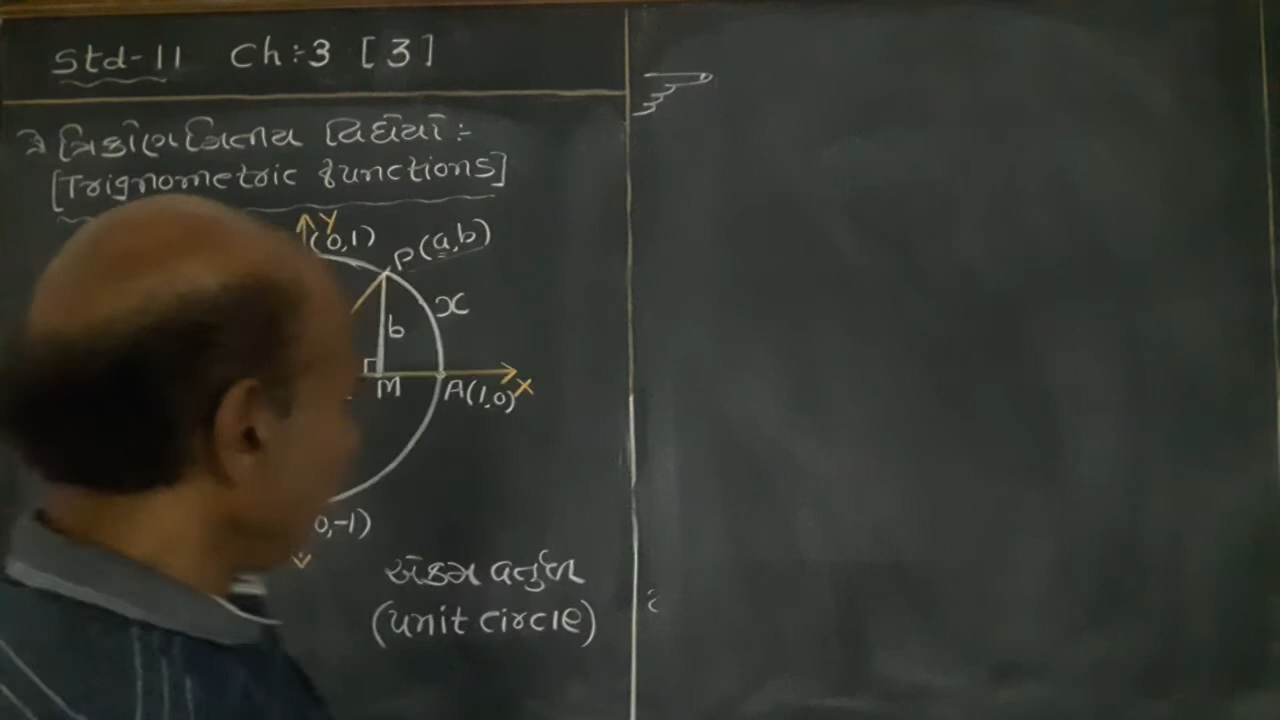 Std-11 Ch:-3 [3]
ત્રિકોણમિતીય વિધેયો :-
[Trignometric functions]
Y
(0,1)
P(a,b)
x
b
M
A(1,0)
X
0,-1)
એકમ વર્તુળ
(unit circle)